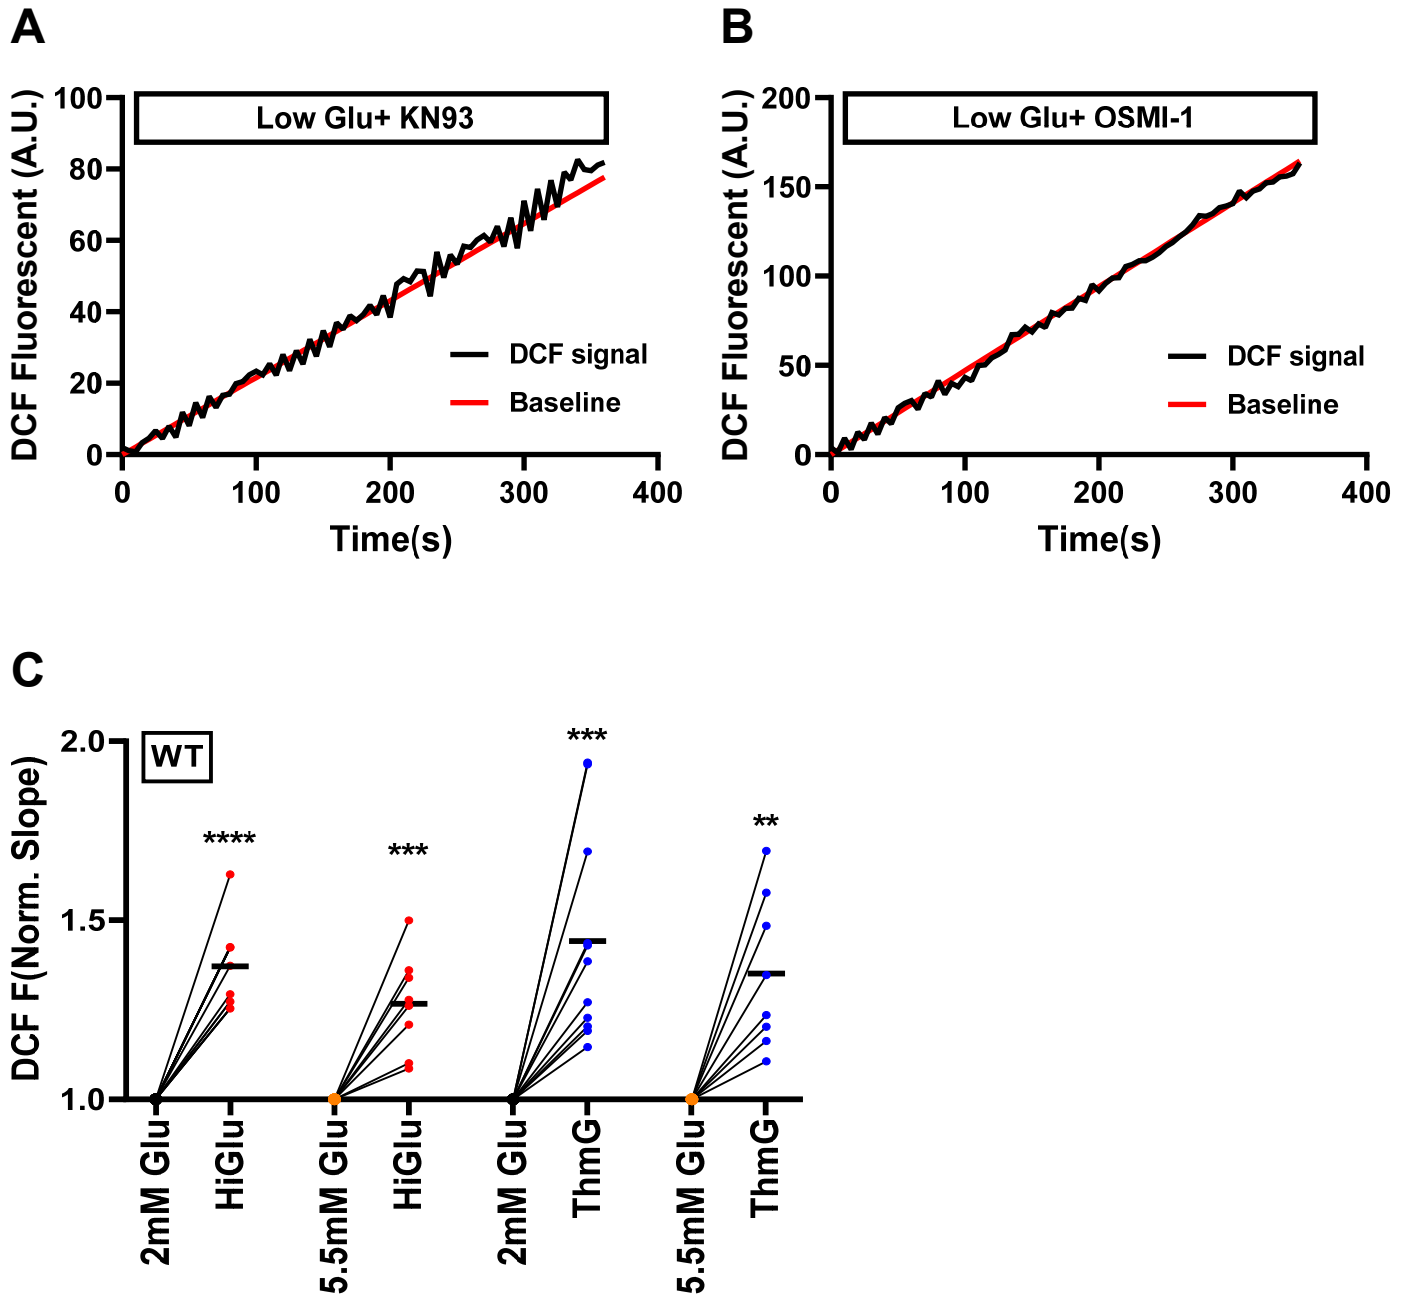 A
DCF Fluorescent (A.U.)
100
80
60
40
20
0
Low Glu+ KN93
DCF signal
Baseline
0 100 200 300 400
Time(s)
B
DCF Fluorescent (A.U.)
200
150
100
50
0
Low Glu+ OSMI-1
DCF signal
Baseline
0 100 200 300 400
Time(s)
C
DCF F(Norm. Slope)
2.0
1.5
1.0
WT
****
***
***
**
2mM Glu
HiGlu
5.5mM Glu
HiGlu
2mM Glu
ThmG
5.5mM Glu
ThmG